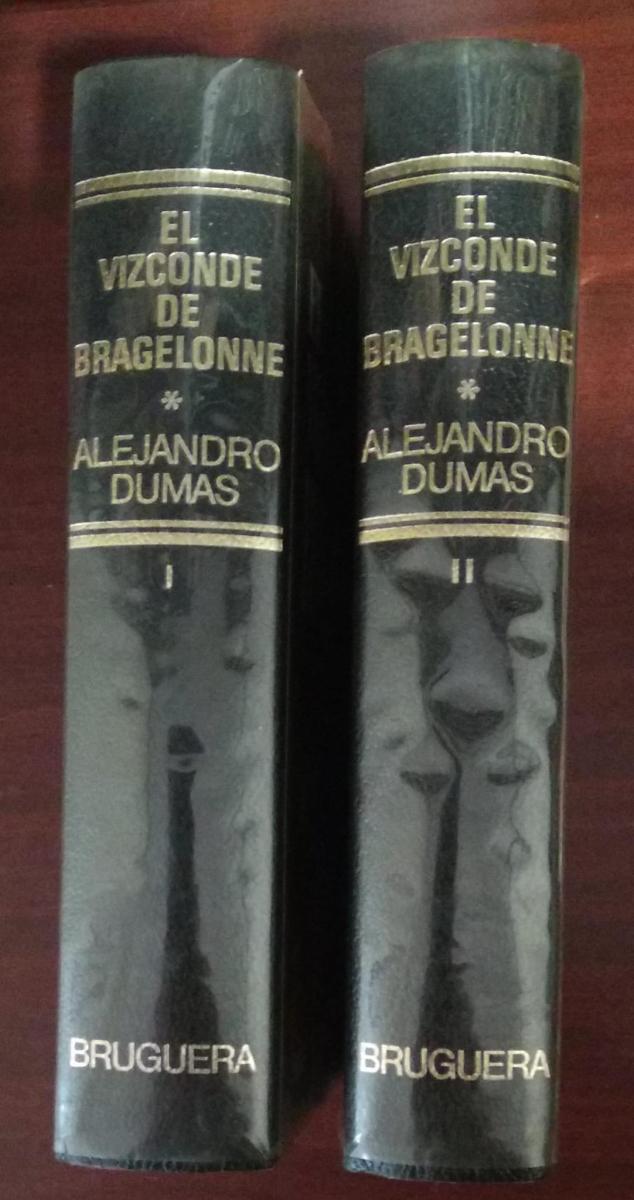 EL
VIZCONDE
DE
BRAGELONNE
*
ALEJANDRO
DUMAS
I
BRUGUERA
EL
VIZCONDE
DE
BRAGELONNE
*
ALEJANDRO
DUMAS
II
BRUGUERA